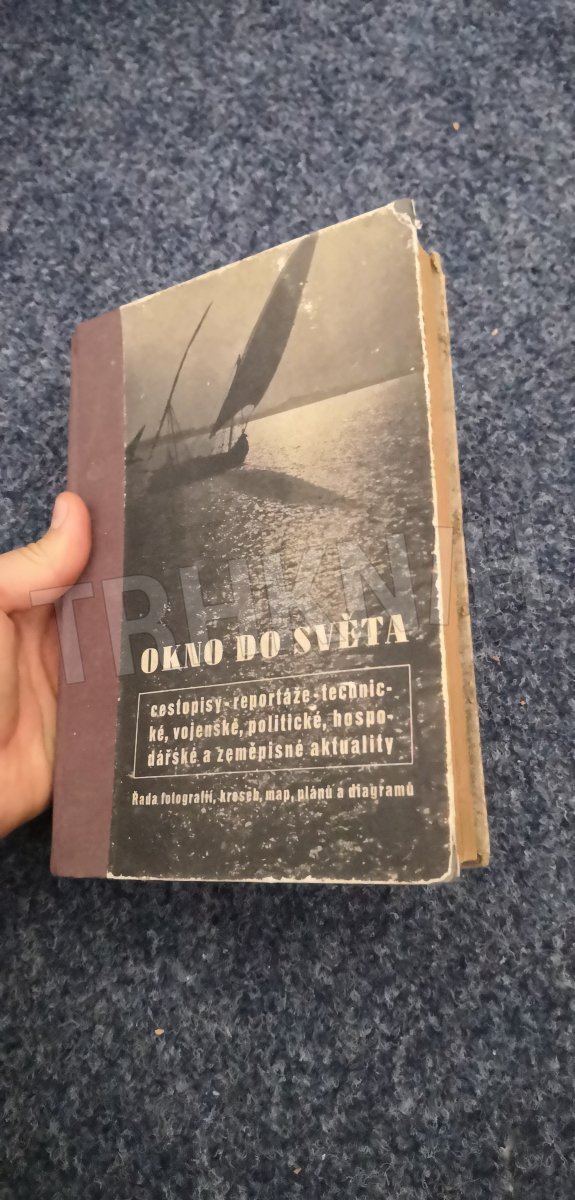 OKNO DO SVĚTA
cestopisy-reportáže-technic-
ké, vojenské, politické, hospo-
dářské a zeměpisné aktuality
Řada fotografií, kreseb, map, plánů a diagramů
TRHKNIH